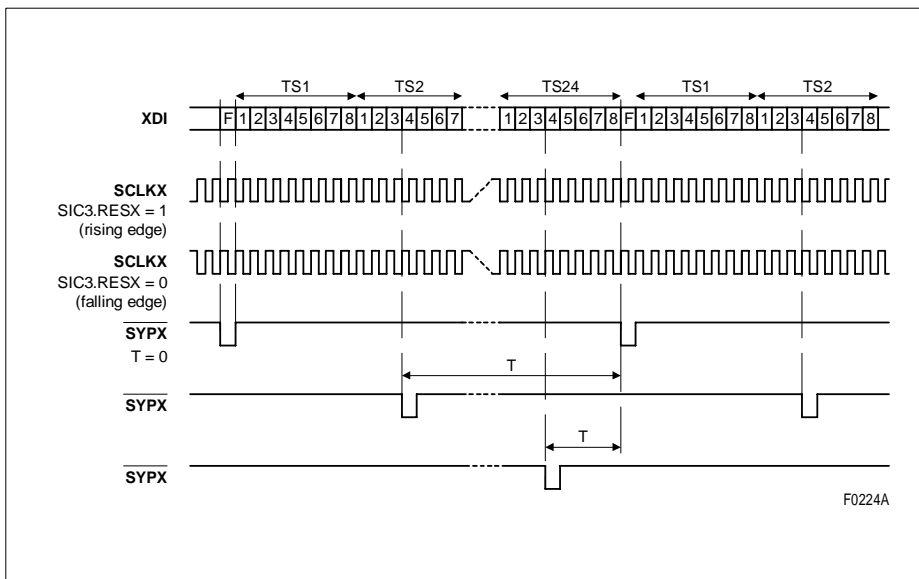 TS1 TS2 TS24 TS1 TS2
XDI F 1 2 3 4 5 6 7 8 1 2 3 4 5 6 7 1 2 3 4 5 6 7 8 F 1 2 3 4 5 6 7 8 1 2 3 4 5 6 7 8
SCLKX
SIC3.RESX = 1
(rising edge)
SCLKX
SIC3.RESX = 0
(falling edge)
SYPX
T = 0
T
SYPX
T
SYPX
F0224A